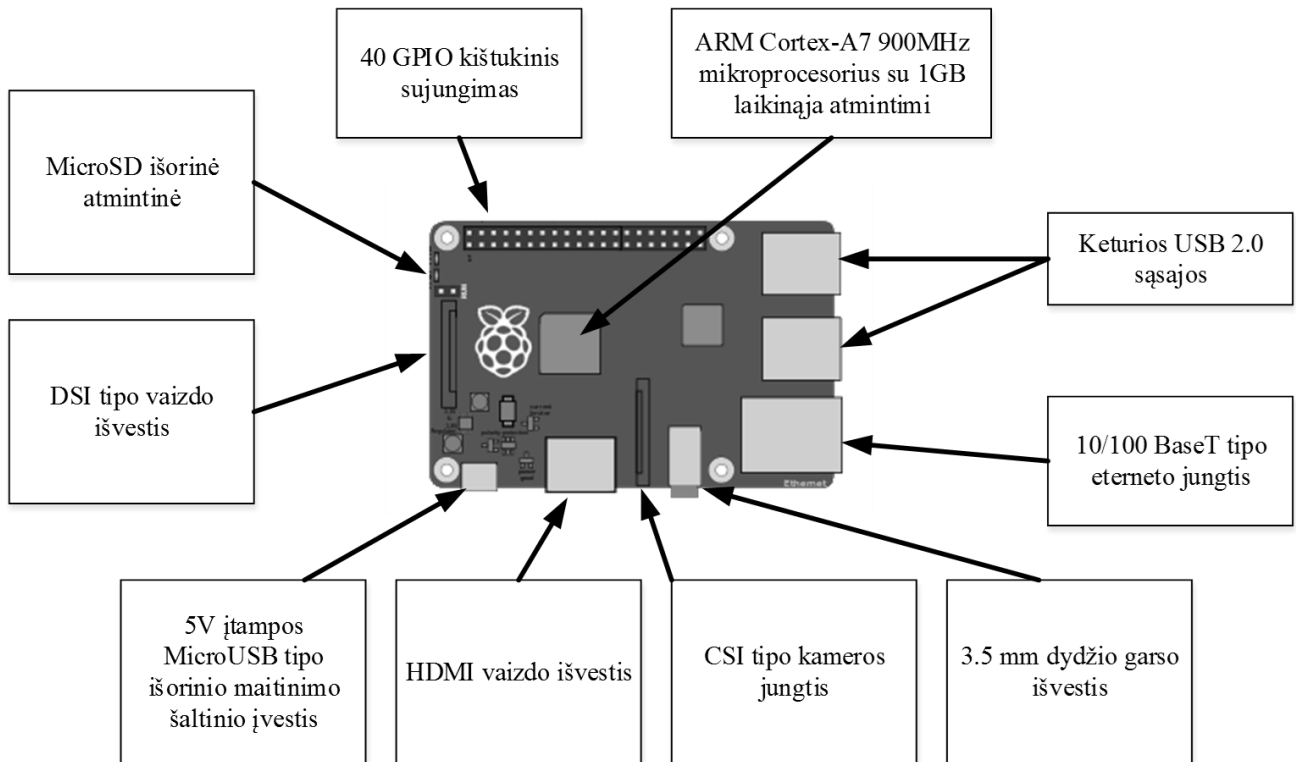 40 GPIO kištukinis
sujungimas
ARM Cortex-A7 900MHz
mikroprocesorius su 1GB
laikinąja atmintimi
MicroSD išorinė
atmintinė
Keturios USB 2.0
sąsajos
DSI tipo vaizdo
išvestis
10/100 BaseT tipo
eterneto jungtis
Ethernet
5V įtampos
MicroUSB tipo
išorinio maitinimo
šaltinio įvestis
HDMI vaizdo išvestis
CSI tipo kameros
jungtis
3.5 mm dydžio garso
išvestis